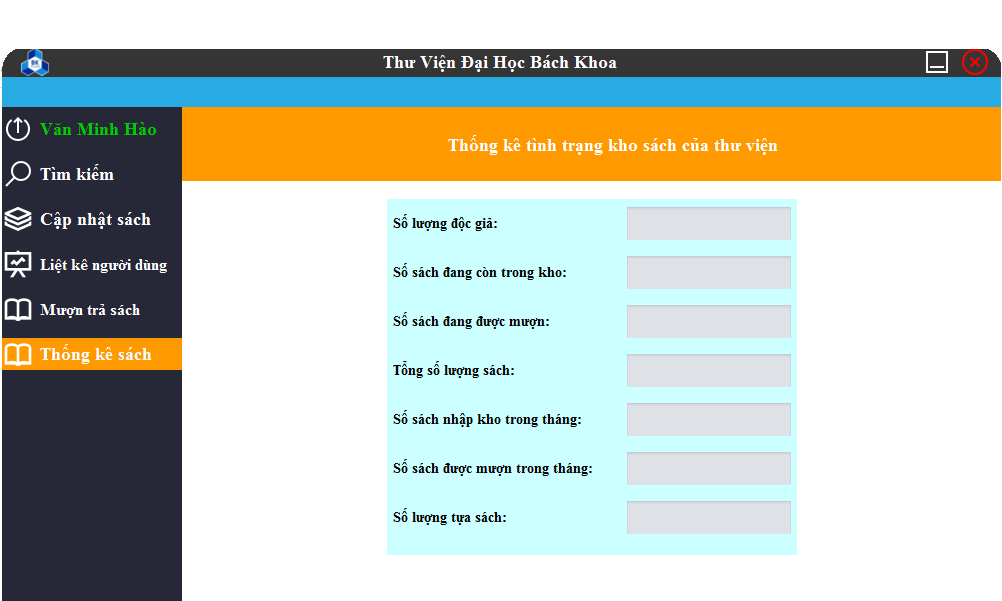 BK
Thư Viện Đại Học Bách Khoa
Văn Minh Hào
Tìm kiếm
Cập nhật sách
Liệt kê người dùng
Mượn trả sách
Thống kê sách
Thống kê tình trạng kho sách của thư viện
Số lượng độc giả:
Số sách đang còn trong kho:
Số sách đang được mượn:
Tổng số lượng sách:
Số sách nhập kho trong tháng:
Số sách được mượn trong tháng:
Số lượng tựa sách: